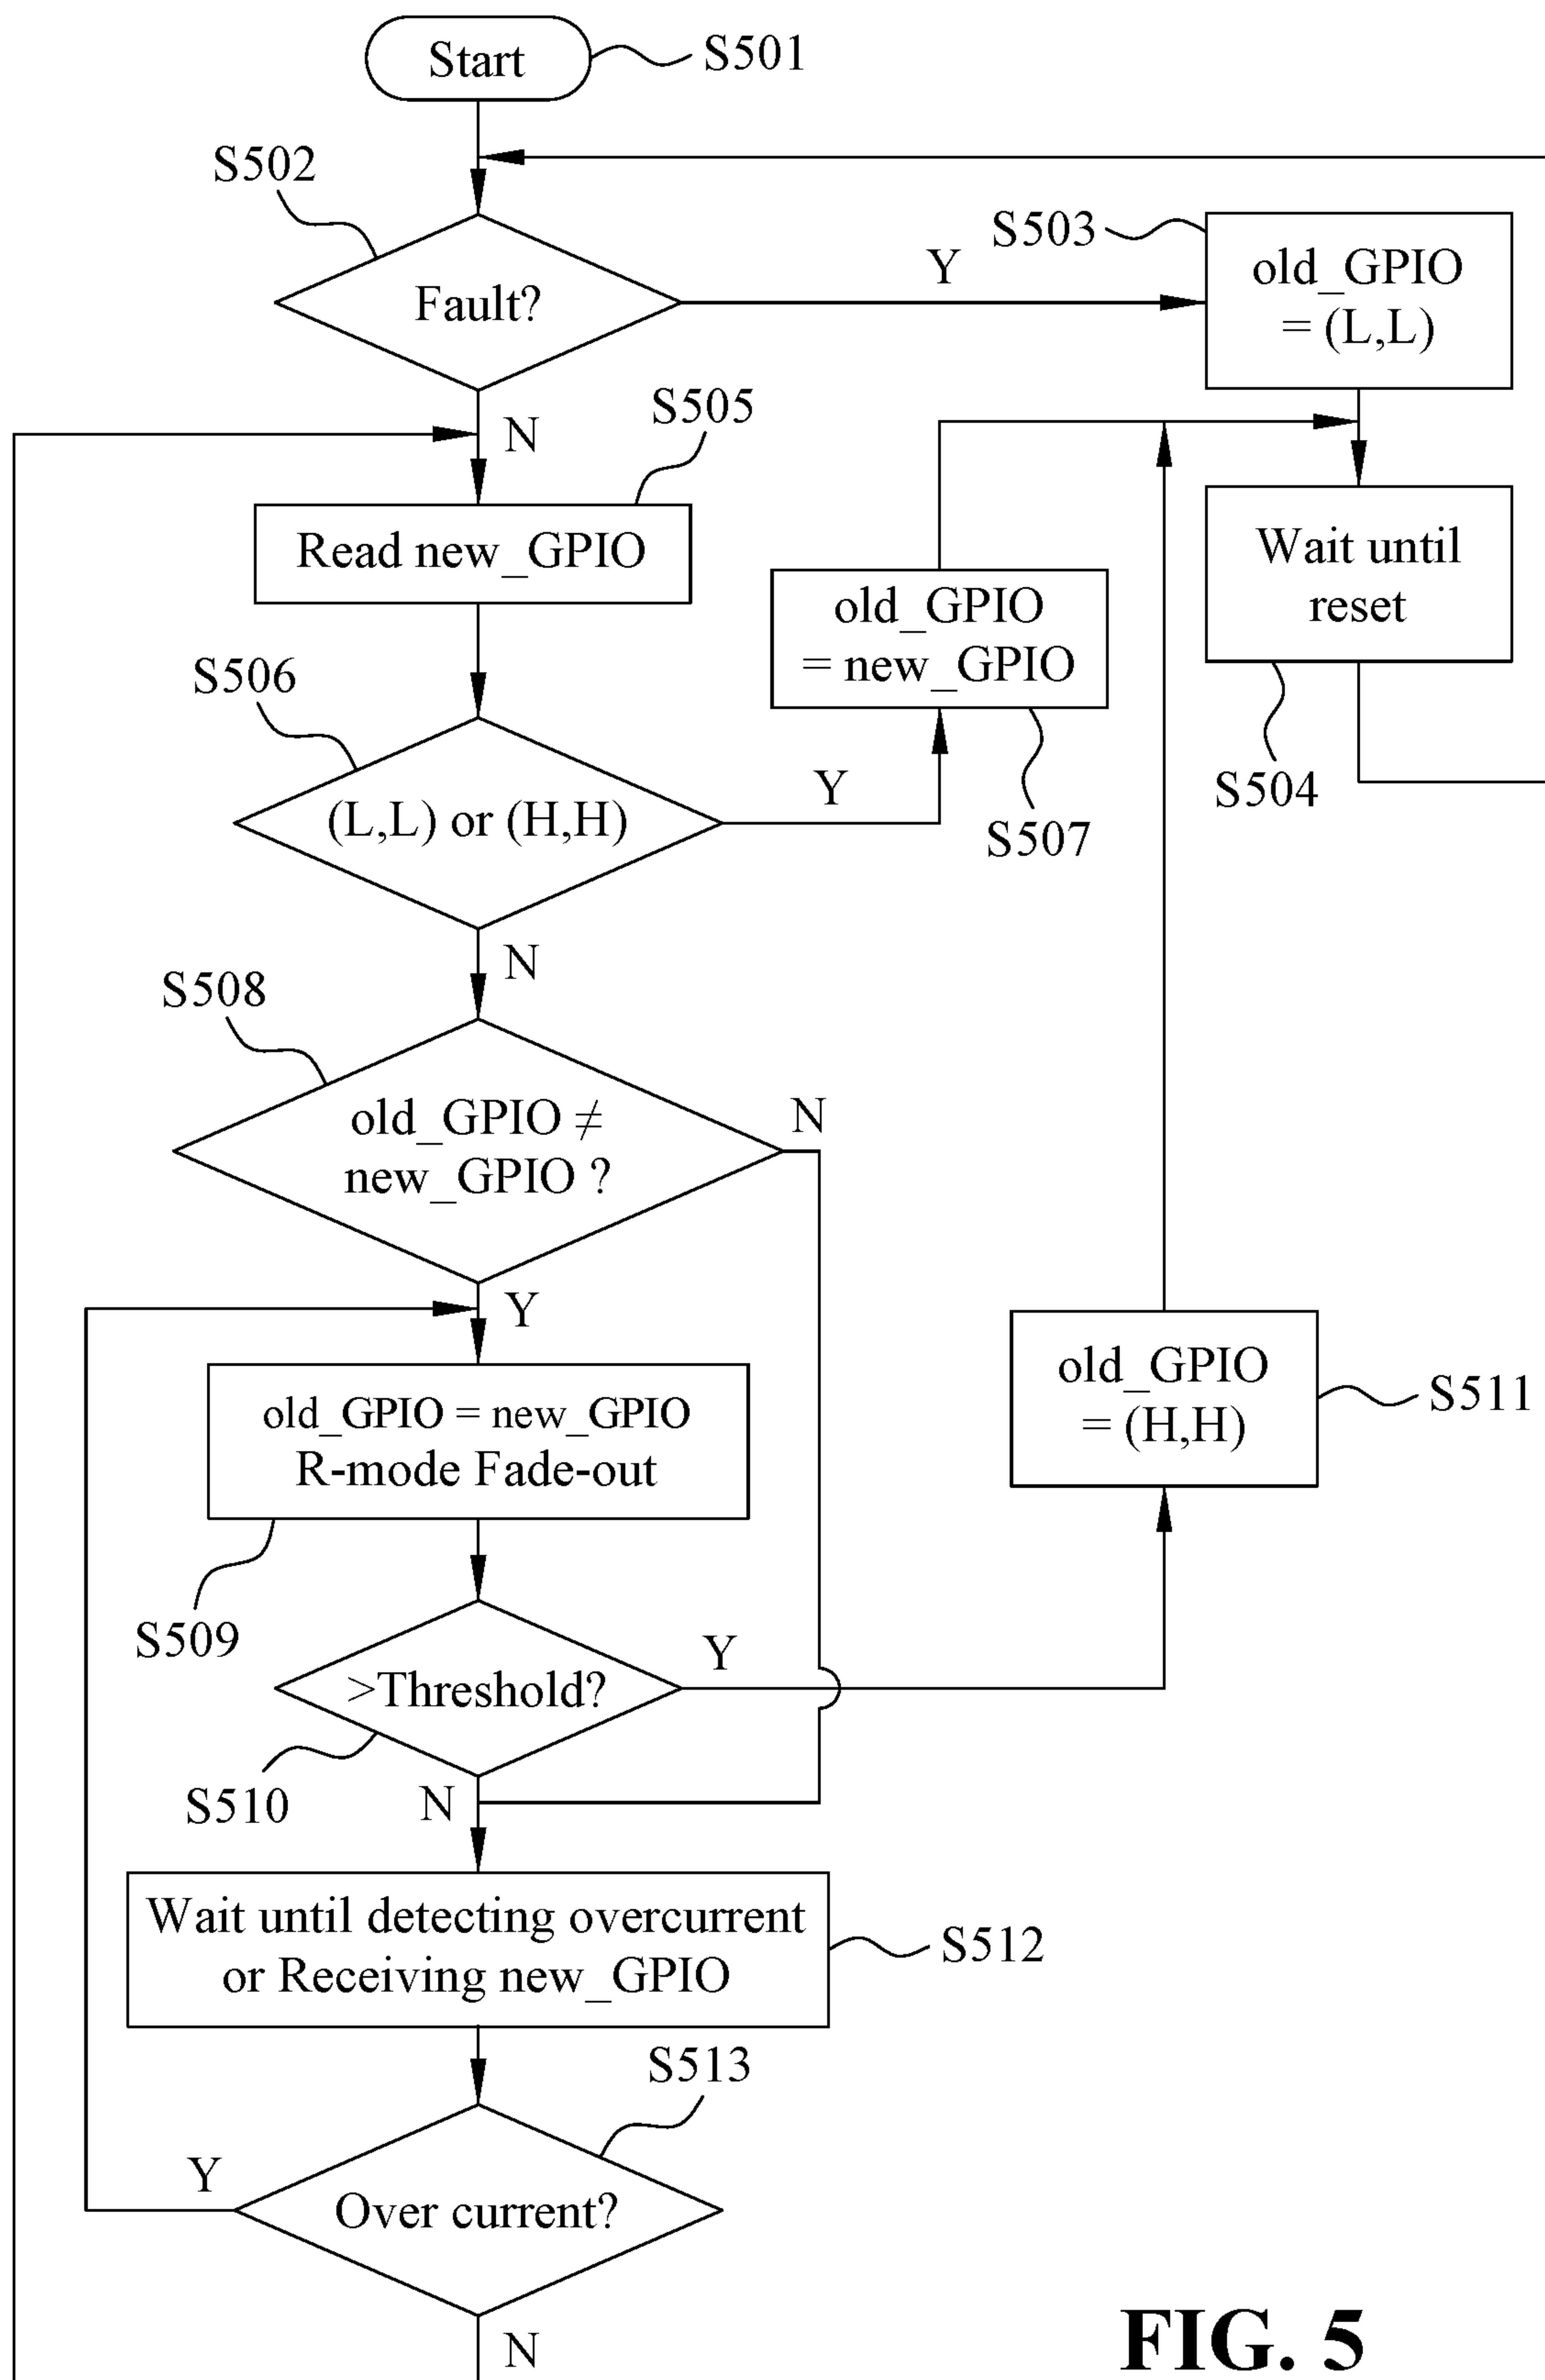 Start
S501
S502
S503
Fault?
Y
old_GPIO
= (L,L)
N
S505
Read new_GPIO
Wait until
reset
old_GPIO
= new_GPIO
S506
S504
Y
(L,L) or (H,H)
S507
N
S508
old_GPIO ≠
new_GPIO ?
N
Y
old_GPIO
= (H,H)
S511
old_GPIO = new_GPIO
R-mode Fade-out
S509
>Threshold?
Y
S510
N
Wait until detecting overcurrent
or Receiving new_GPIO
S512
S513
Y
Over current?
N
FIG. 5